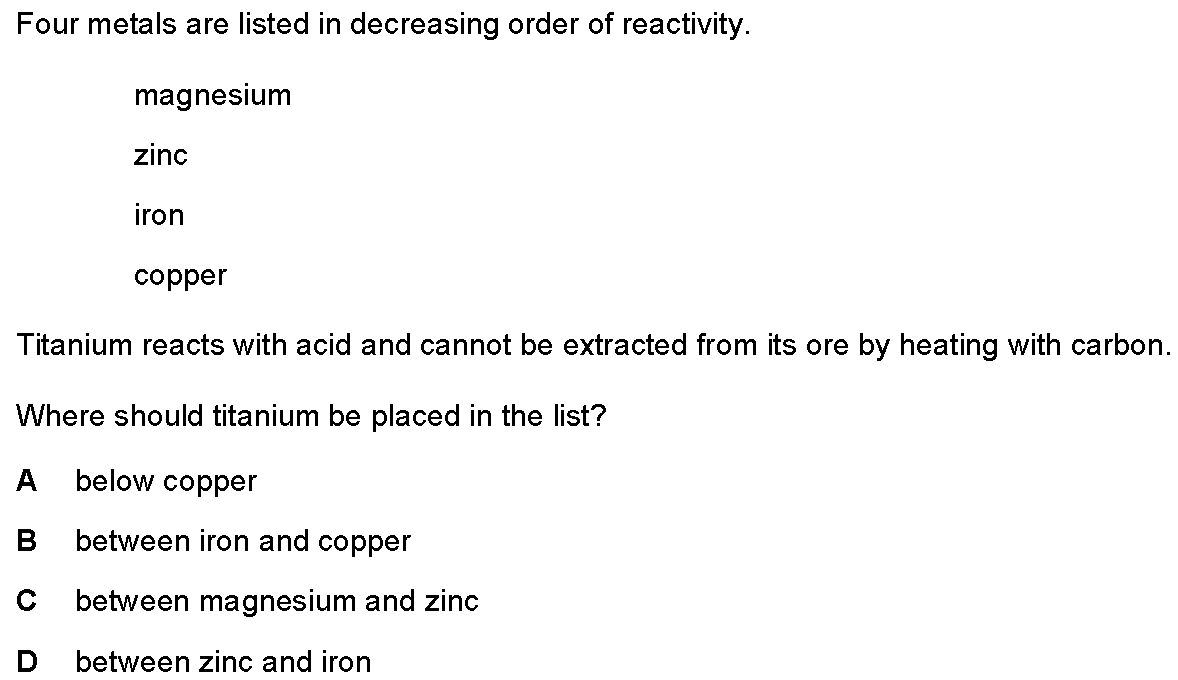 Four metals are listed in decreasing order of reactivity.
magnesium
zinc
iron
copper
Titanium reacts with acid and cannot be extracted from its ore by heating with carbon.
Where should titanium be placed in the list?
A below copper
B between iron and copper
C between magnesium and zinc
D between zinc and iron